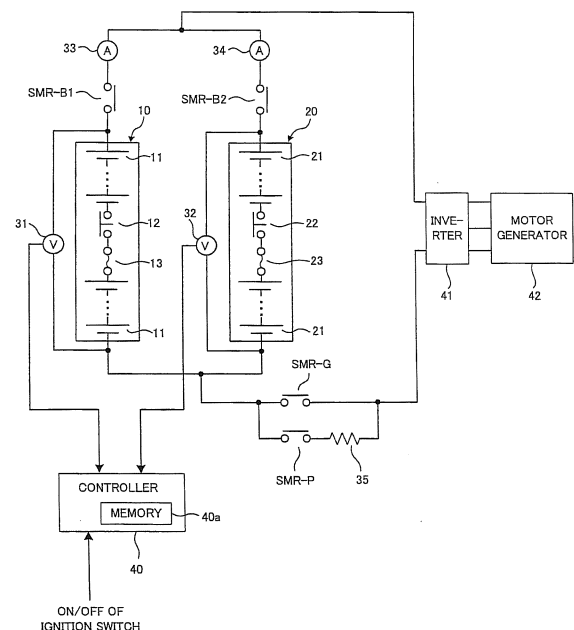 33
A
34
A
SMR-B1
SMR-B2
10
20
11
21
31
V
12
32
V
22
13
23
11
21
INVE-
RTER
41
MOTOR
GENERATOR
42
SMR-G
SMR-P
35
CONTROLLER
MEMORY
40a
40
ON/OFF OF
IGNITION SWITCH